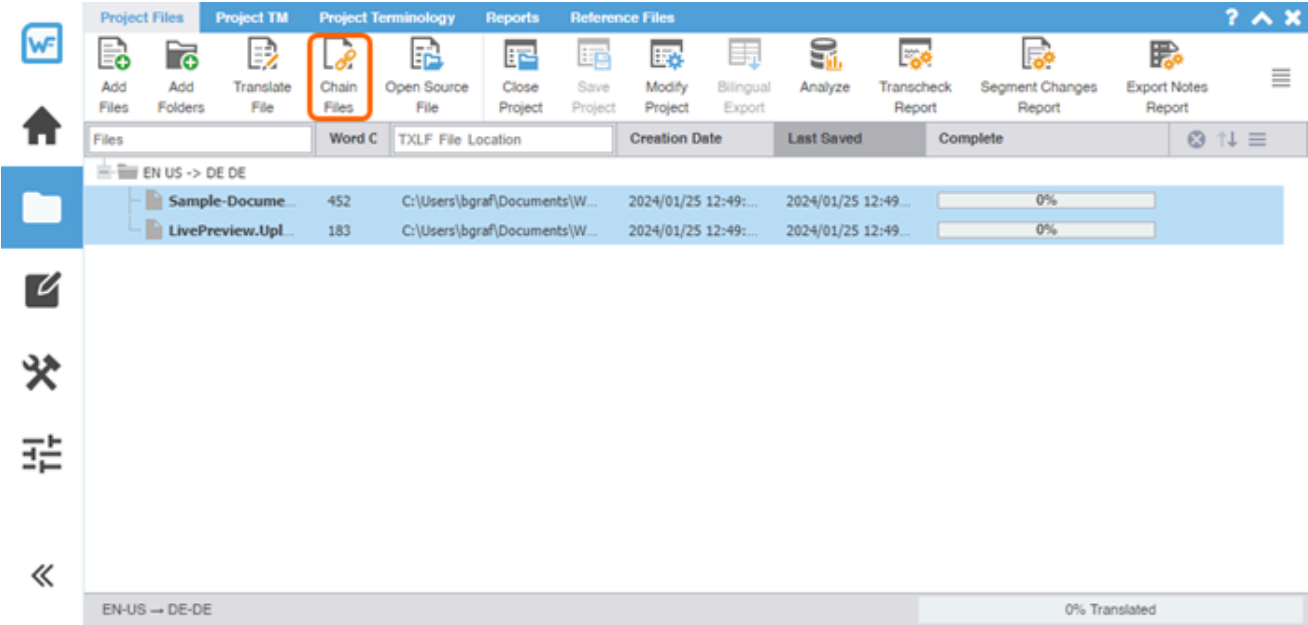 Project Files Project TM Project Terminology Reports Reference Files ?
WF
Add Files Add Folders Translate File Chain Files Open Source File Close Project Save Project Modify Project Bilingual Export Analyze Transcheck Report Segment Changes Report Export Notes Report
Files Word C TXLF File Location Creation Date Last Saved Complete
EN US -> DE DE
Sample-Docume... 452 C:\Users\bgraf\Documents\W... 2024/01/25 12:49:... 2024/01/25 12:49... 0%
LivePreview.Upl... 183 C:\Users\bgraf\Documents\W... 2024/01/25 12:49:... 2024/01/25 12:49... 0%
EN-US → DE-DE 0% Translated